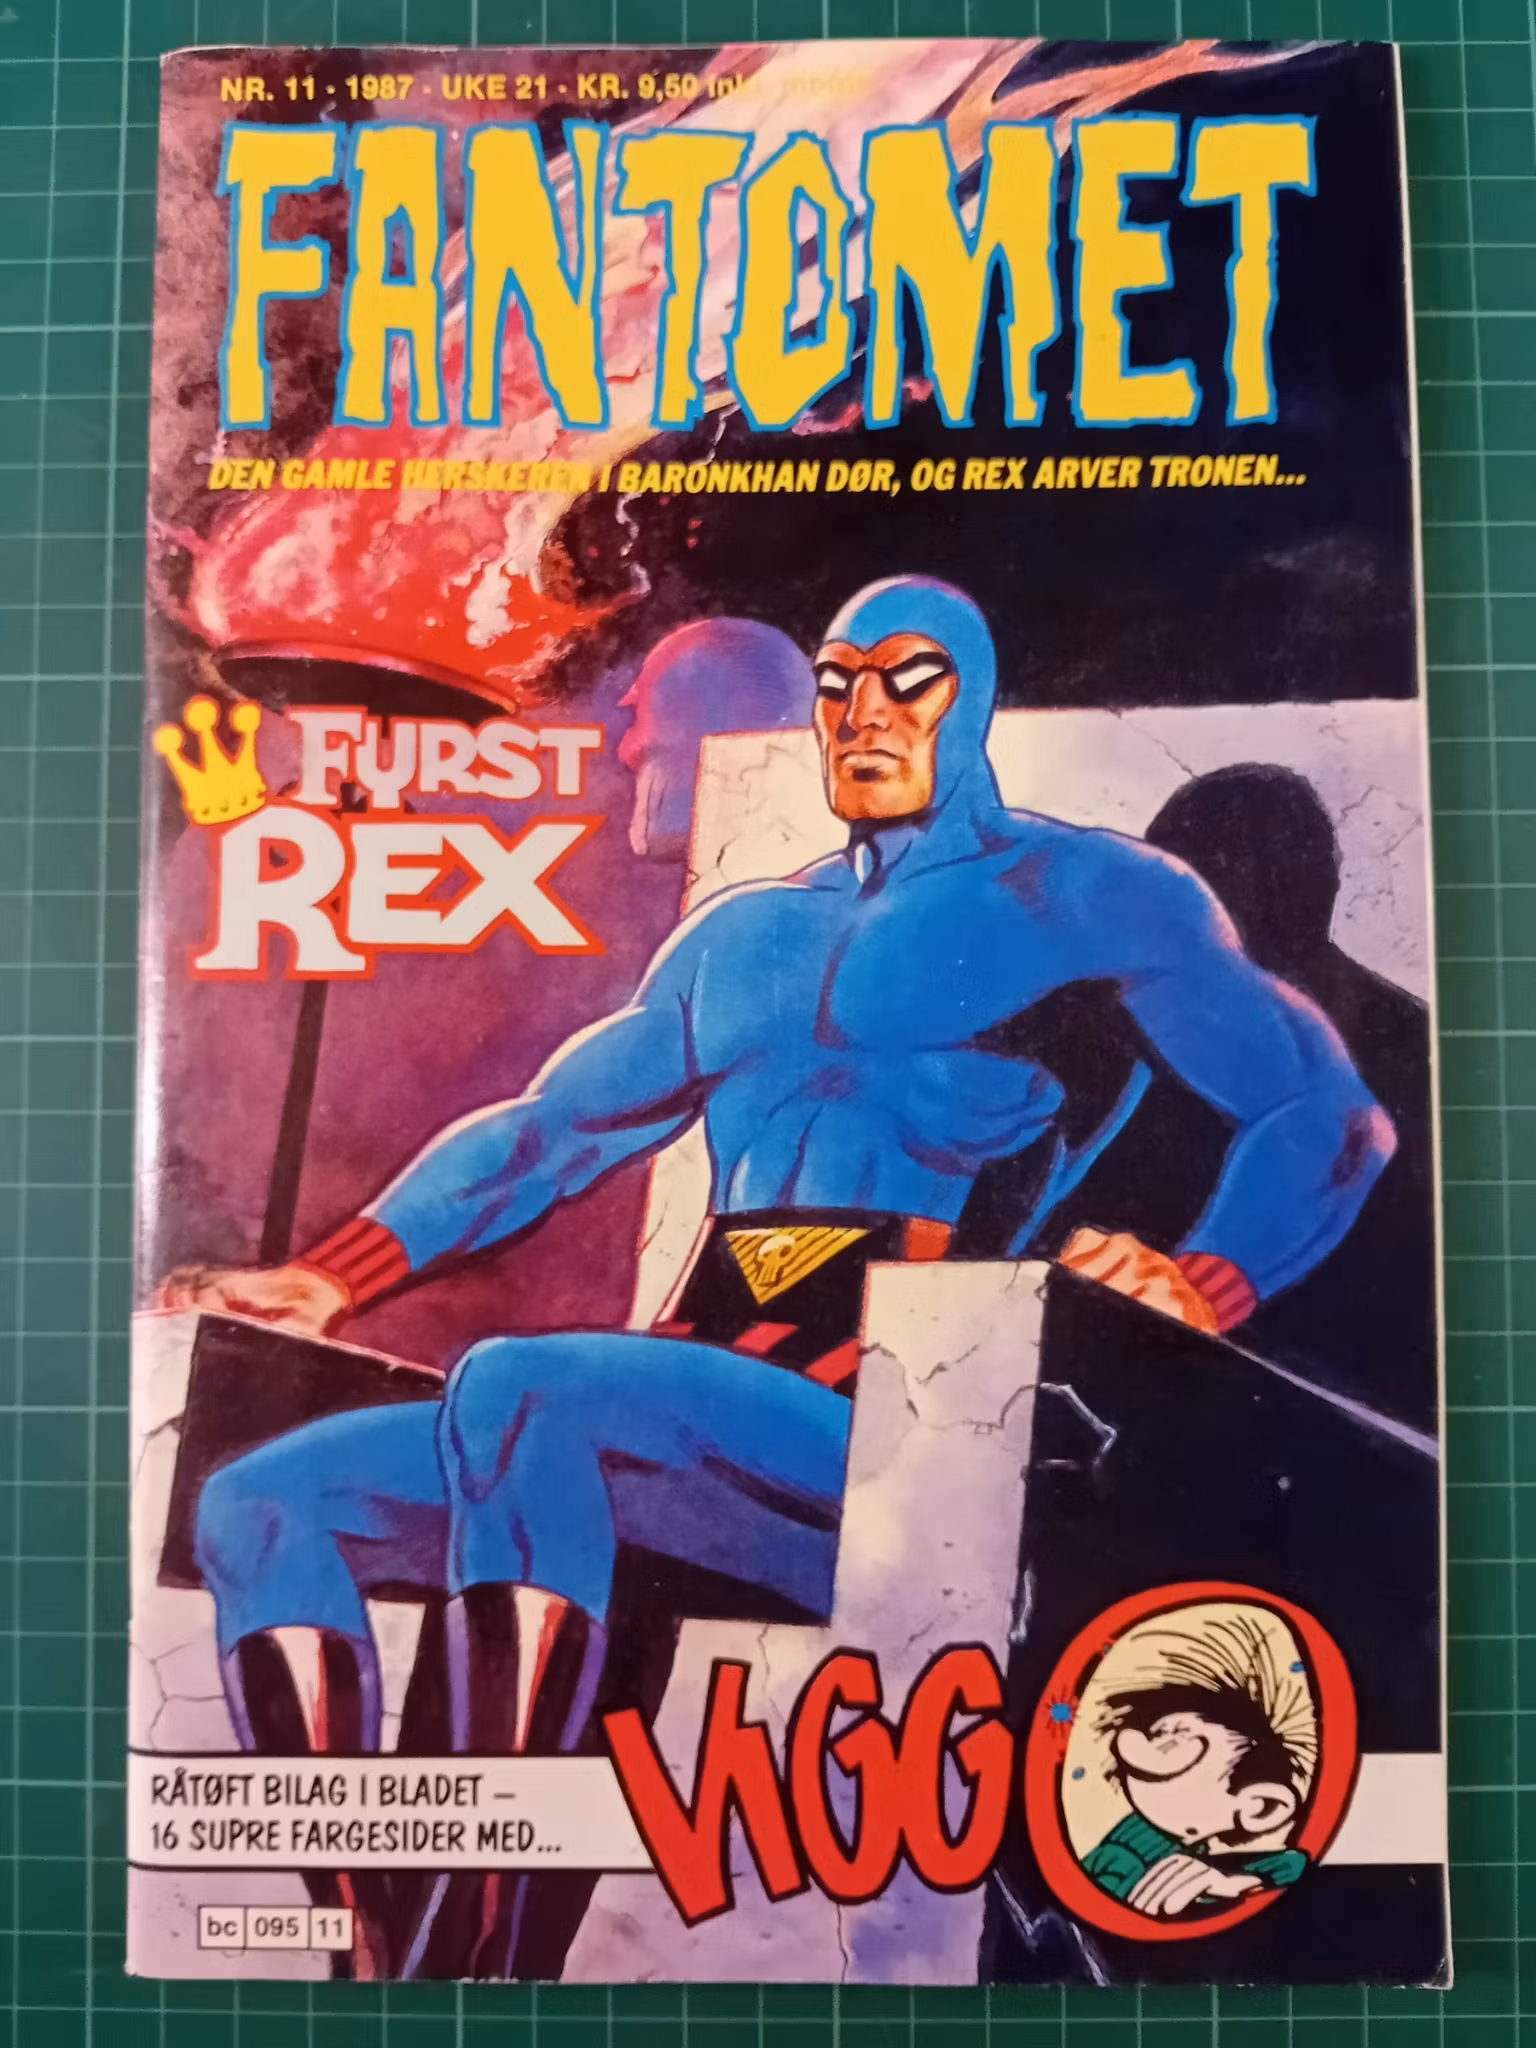 NR. 11 · 1987 · UKE 21 · KR. 9,50 inkl.
FANTOMET
DEN GAMLE HERSKEREN I BARONKHAN DØR, OG REX ARVER TRONEN...
FYRST
REX
RÅTØFT BILAG I BLADET –
16 SUPRE FARGESIDER MED...
VIGGO
bc 095 11